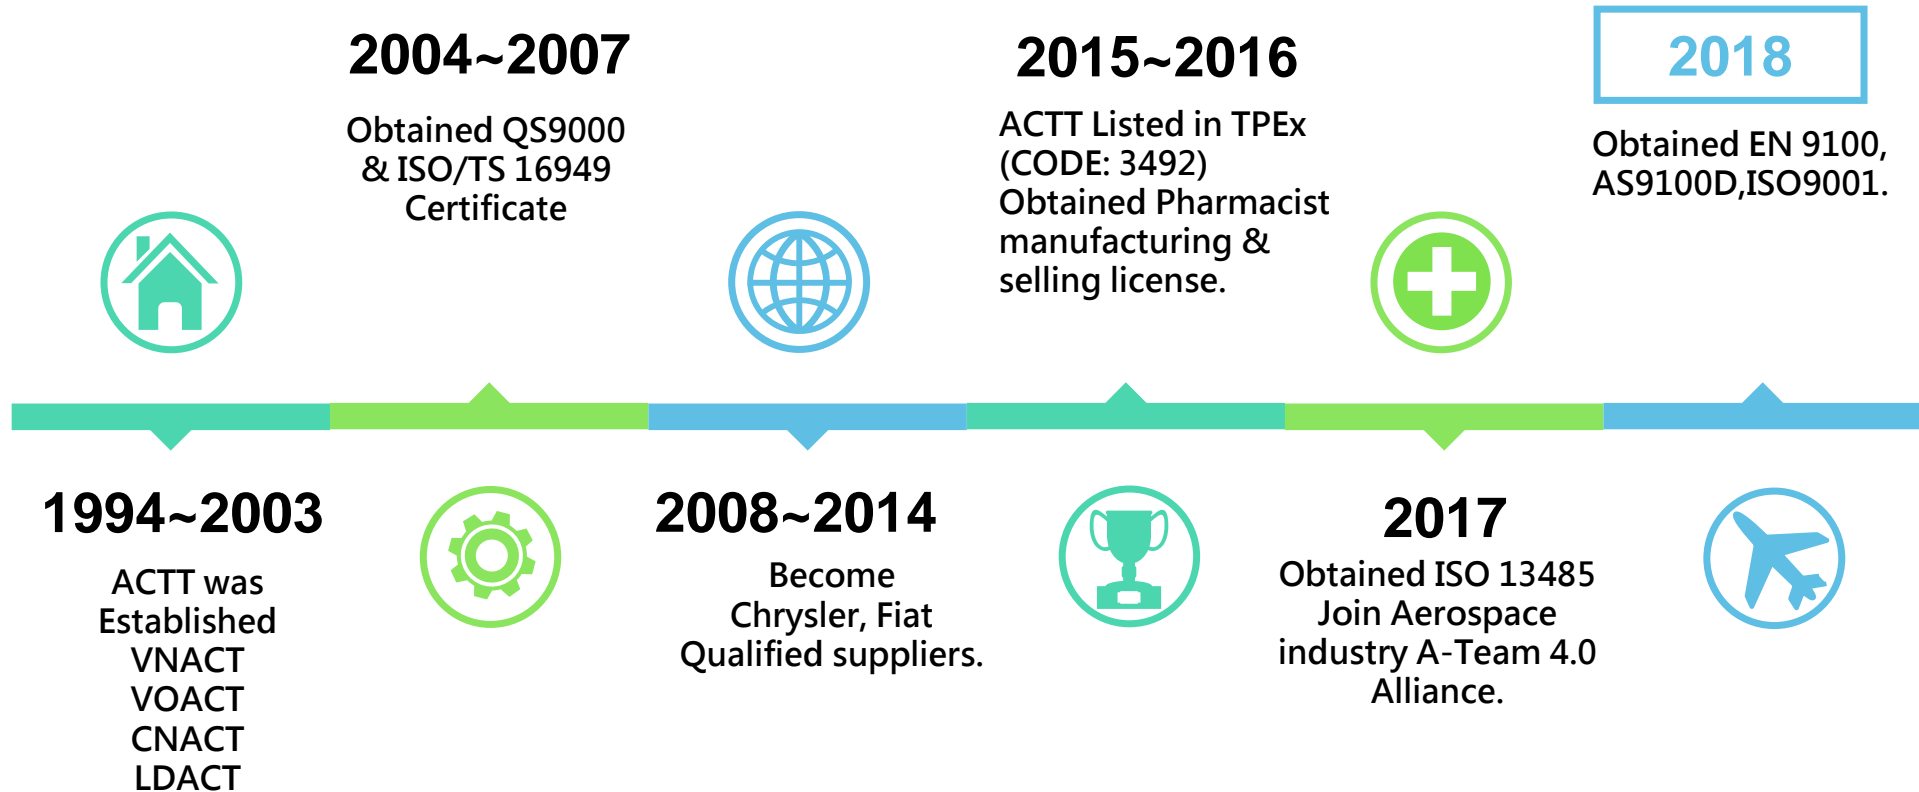 1994~2003
ACTT was
Established
VNACT
VOACT
CNACT
LDACT
2004~2007
Obtained QS9000
& ISO/TS 16949
Certificate
2008~2014
Become
Chrysler, Fiat
Qualified suppliers.
2015~2016
ACTT Listed in TPEx
(CODE: 3492)
Obtained Pharmacist
manufacturing &
selling license.
2017
Obtained ISO 13485
Join Aerospace
industry A-Team 4.0
Alliance.
2018
Obtained EN 9100,
AS9100D,ISO9001.